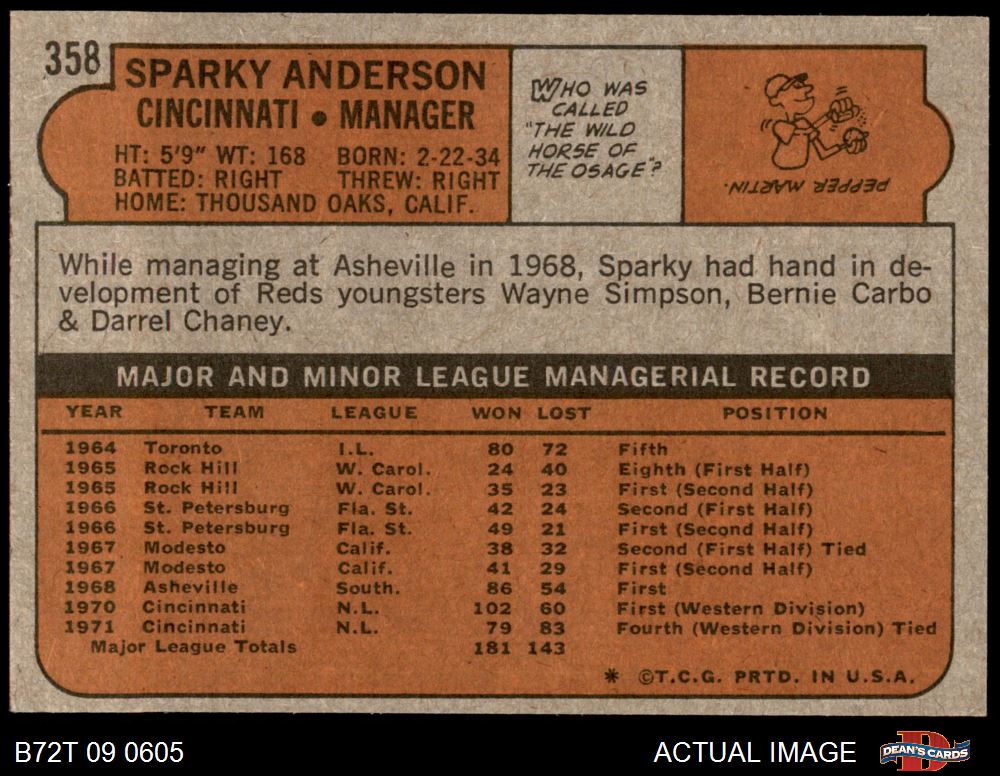 358
SPARKY ANDERSON
CINCINNATI • MANAGER
HT: 5'9" WT: 168 BORN: 2-22-34
BATTED: RIGHT THREW: RIGHT
HOME: THOUSAND OAKS, CALIF.
WHO WAS
CALLED
"THE WILD
HORSE OF
THE OSAGE"?
PEPPER MARTIN.
While managing at Asheville in 1968, Sparky had hand in de-
velopment of Reds youngsters Wayne Simpson, Bernie Carbo
& Darrel Chaney.
MAJOR AND MINOR LEAGUE MANAGERIAL RECORD
YEAR TEAM LEAGUE WON LOST POSITION
1964 Toronto I.L. 80 72 Fifth
1965 Rock Hill W. Carol. 24 40 Eighth (First Half)
1965 Rock Hill W. Carol. 35 23 First (Second Half)
1966 St. Petersburg Fla. St. 42 24 Second (First Half)
1966 St. Petersburg Fla. St. 49 21 First (Second Half)
1967 Modesto Calif. 38 32 Second (First Half) Tied
1967 Modesto Calif. 41 29 First (Second Half)
1968 Asheville South. 86 54 First
1970 Cincinnati N.L. 102 60 First (Western Division)
1971 Cincinnati N.L. 79 83 Fourth (Western Division) Tied
Major League Totals 181 143
* ©T.C.G. PRTD. IN U.S.A.
B72T 09 0605 ACTUAL IMAGE DEAN'S CARDS